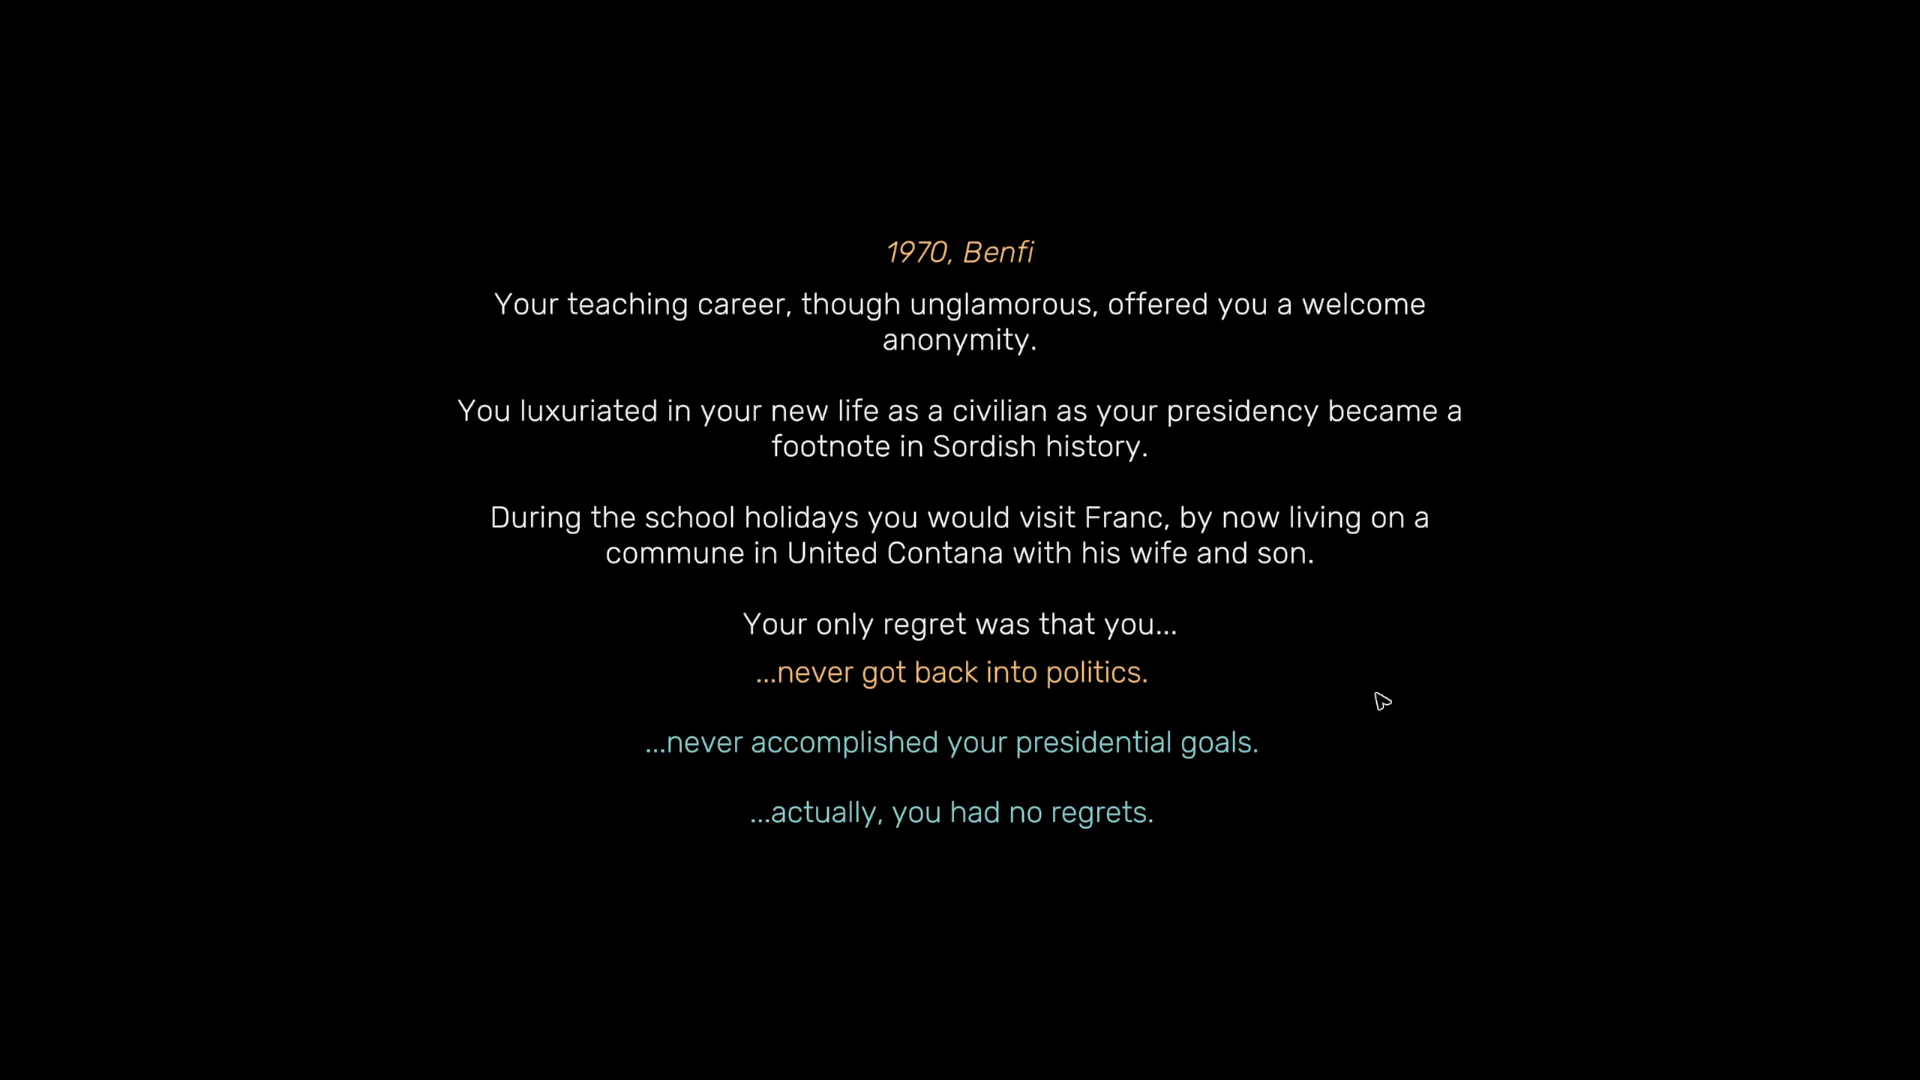 1970, Benfi
Your teaching career, though unglamorous, offered you a welcome
anonymity.
You luxuriated in your new life as a civilian as your presidency became a
footnote in Sordish history.
During the school holidays you would visit Franc, by now living on a
commune in United Contana with his wife and son.
Your only regret was that you...
...never got back into politics.
...never accomplished your presidential goals.
...actually, you had no regrets.